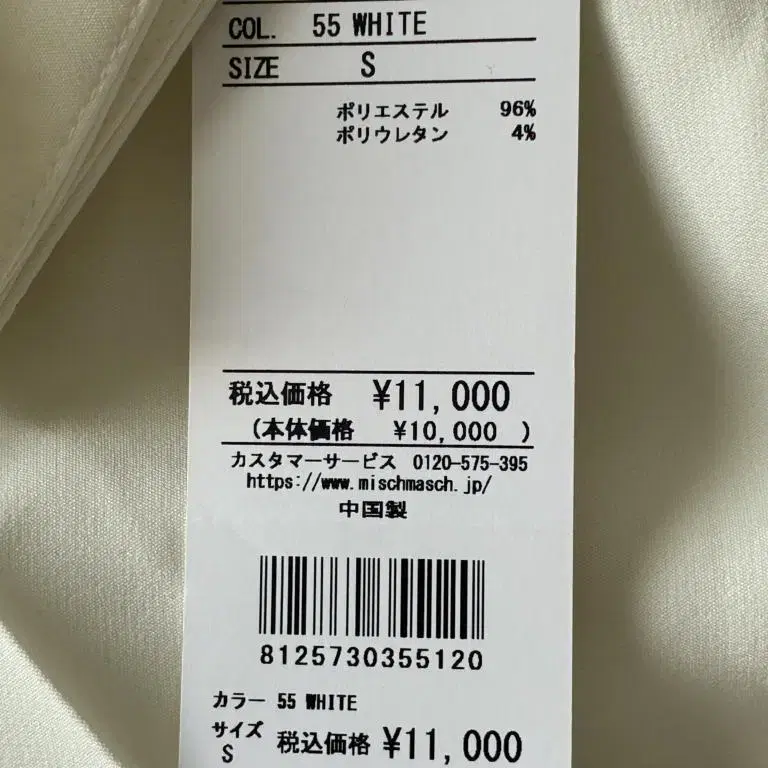 COL. 55 WHITE
SIZE S
ポリエステル 96%
ポリウレタン 4%
税込価格 ¥11,000
(本体価格 ¥10,000 )
カスタマーサービス 0120-575-395
https://www.mischmasch.jp/
中国製
8125730355120
カラー 55 WHITE
サイズ
S 税込価格 ¥11,000